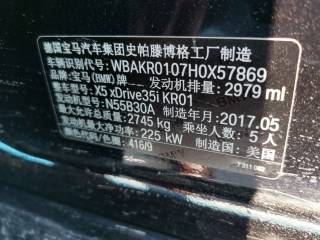 德国宝马汽车集团史帕滕博格工厂制造
车辆识别代号: WBAKR0107H0X57869
品牌: 宝马(BMW)牌 发动机排量: 2979 ml
型号: X5 xDrive35i KR01
发动机型号: N55B30A 制造年月: 2017.05
最大允许总质量: 2745 kg 乘坐人数: 5 人
发动机最大净功率: 225 kW 制造国: 美国
色号: 416/9